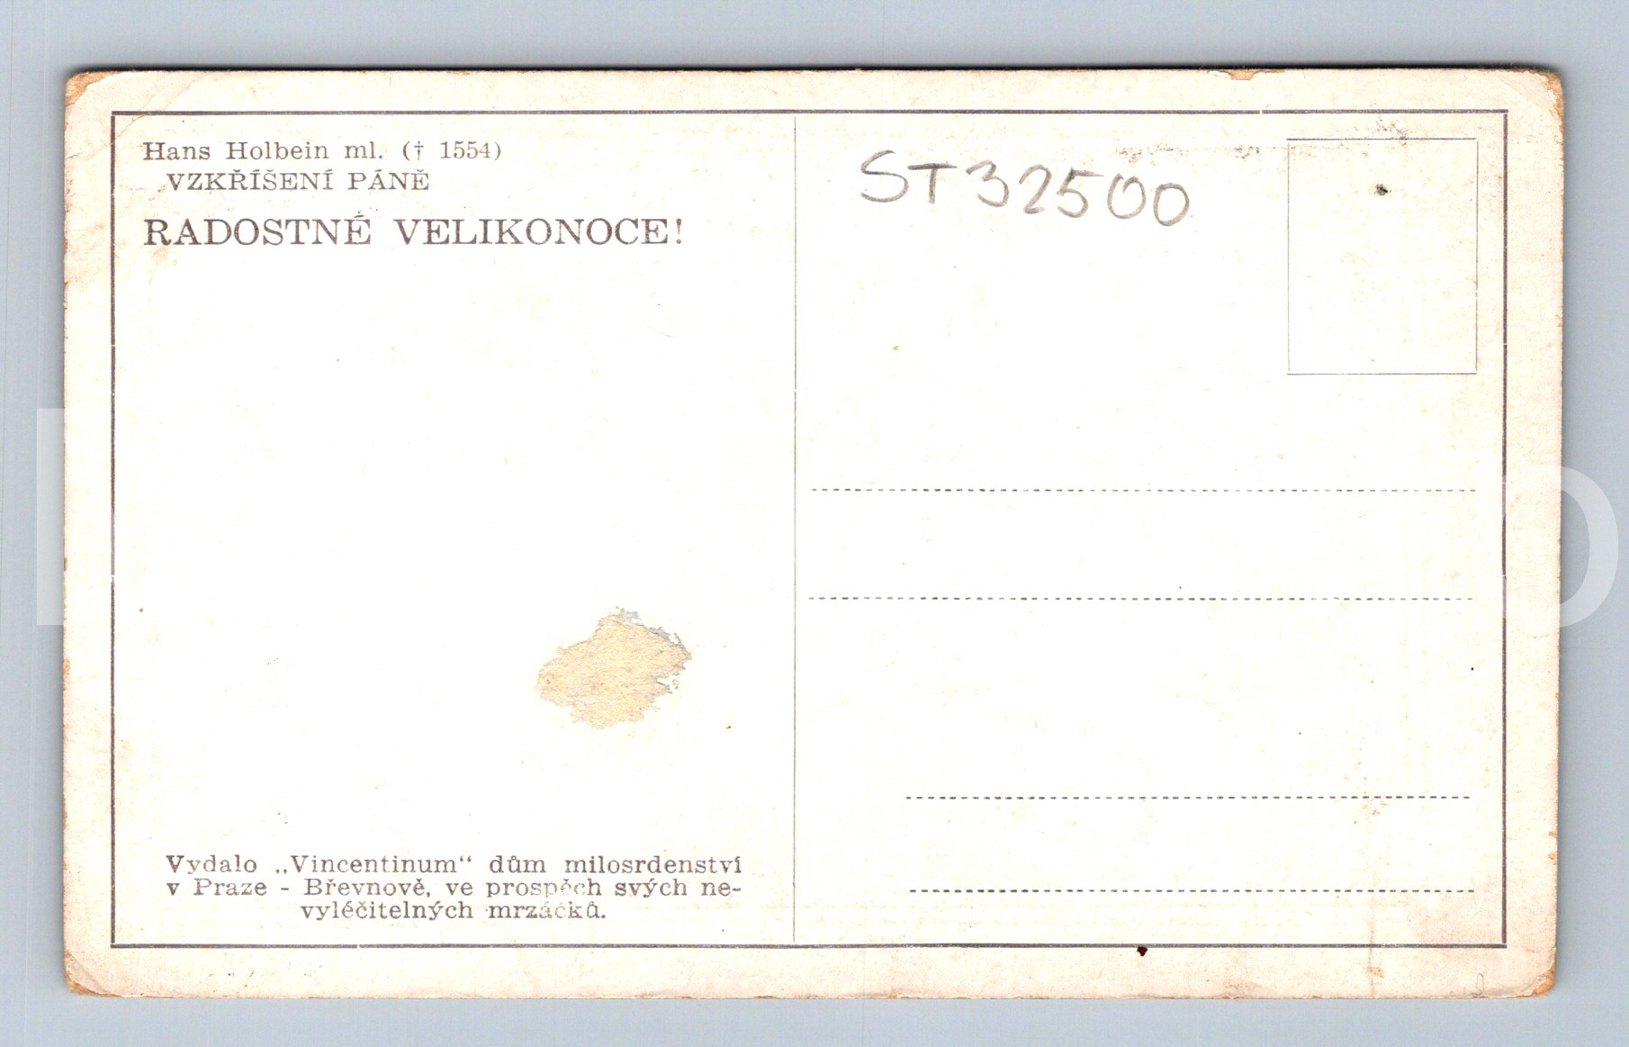 Hans Holbein ml. († 1554)
VZKŘÍŠENÍ PÁNĚ
RADOSTNÉ VELIKONOCE!
ST32500
Vydalo „Vincentinum“ dům milosrdenství
v Praze - Břevnově, ve prospěch svých ne-
vyléčitelných mrzáčků.